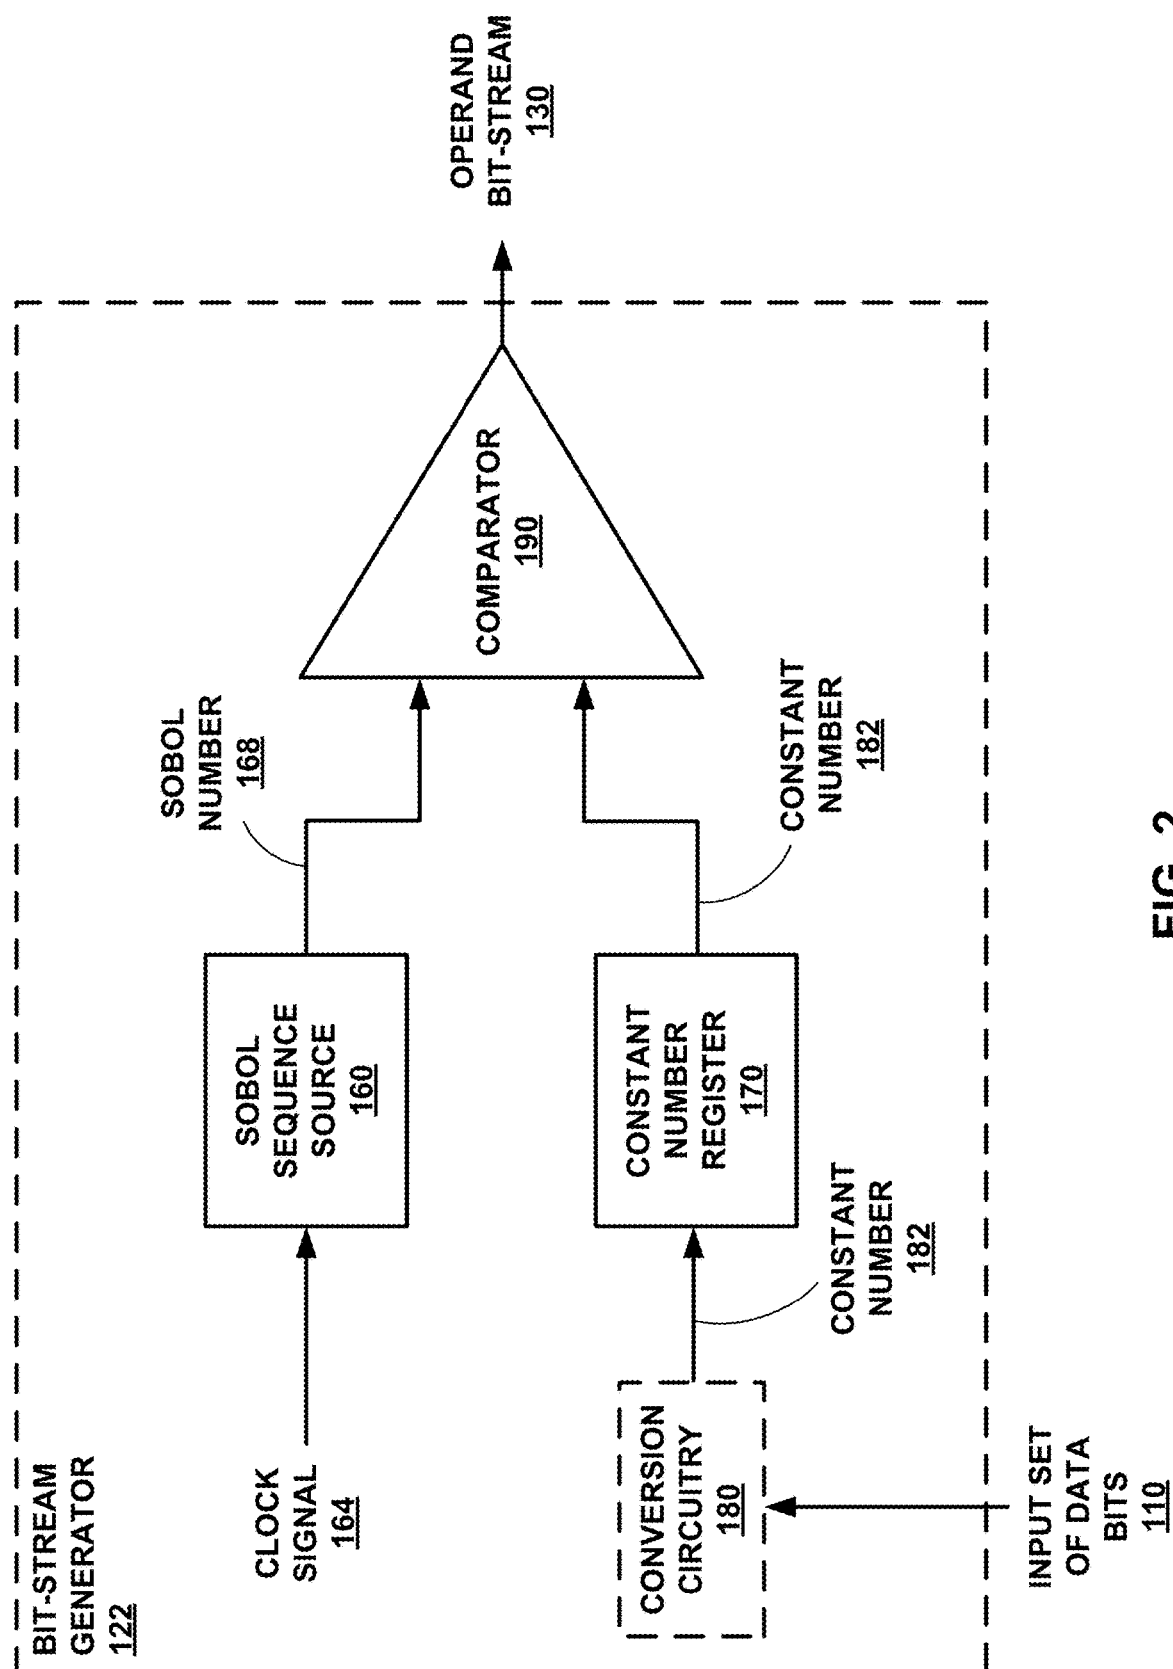 BIT-STREAM
GENERATOR
122
CLOCK
SIGNAL
164
SOBOL
SEQUENCE
SOURCE
160
SOBOL
NUMBER
168
COMPARATOR
190
OPERAND
BIT-STREAM
130
CONVERSION
CIRCUITRY
180
CONSTANT
NUMBER
182
CONSTANT
NUMBER
REGISTER
170
CONSTANT
NUMBER
182
INPUT SET
OF DATA
BITS
110
FIG. 2